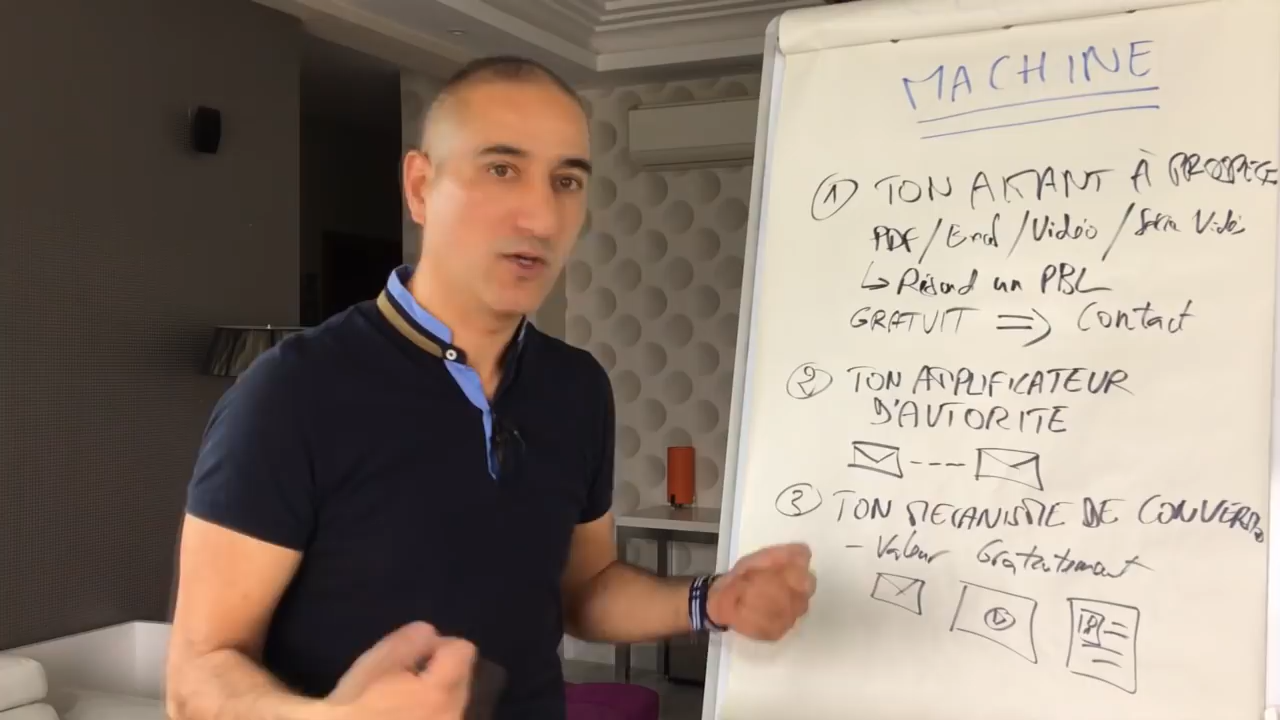 MACHINE
① TON AIMANT À PROSPEC
PDF/Email/Vidéo/Série Vidéo
↳ Résoud un PBL
GRATUIT ⇒ Contact
② TON AMPLIFICATEUR
D'AUTORITE
③ TON MECANISME DE CONVERS
- Valeur Gratuitement